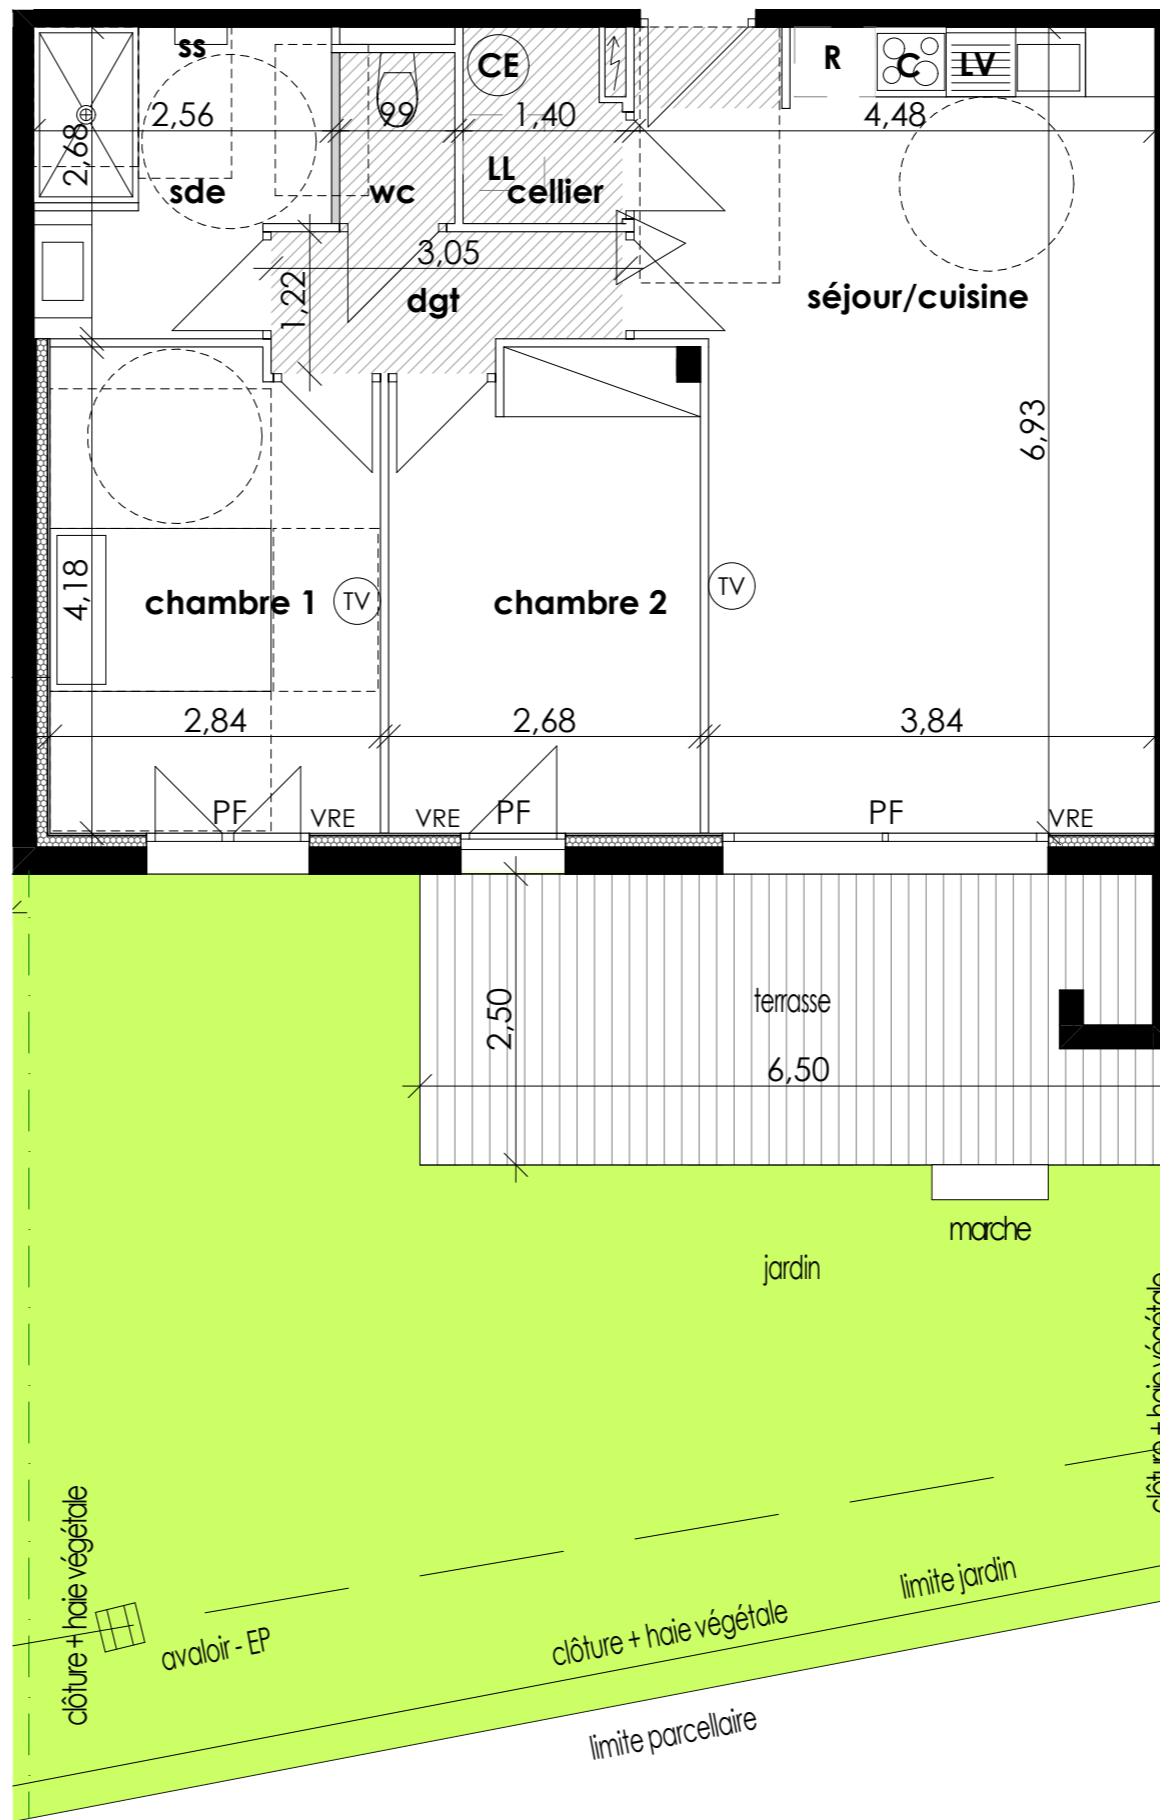 ss
CE
R
C
LV
2,56
99
1,40
4,48
2,68
sde
wc
LL
cellier
3,05
1,22
dgt
séjour/cuisine
6,93
4,18
chambre 1
TV
chambre 2
TV
2,84
2,68
3,84
PF
VRE
VRE
PF
PF
VRE
2,50
terrasse
6,50
marche
jardin
clôture + haie végétale
clôture + haie végétale
limite jardin
clôture + haie végétale
avaloir - EP
limite parcellaire